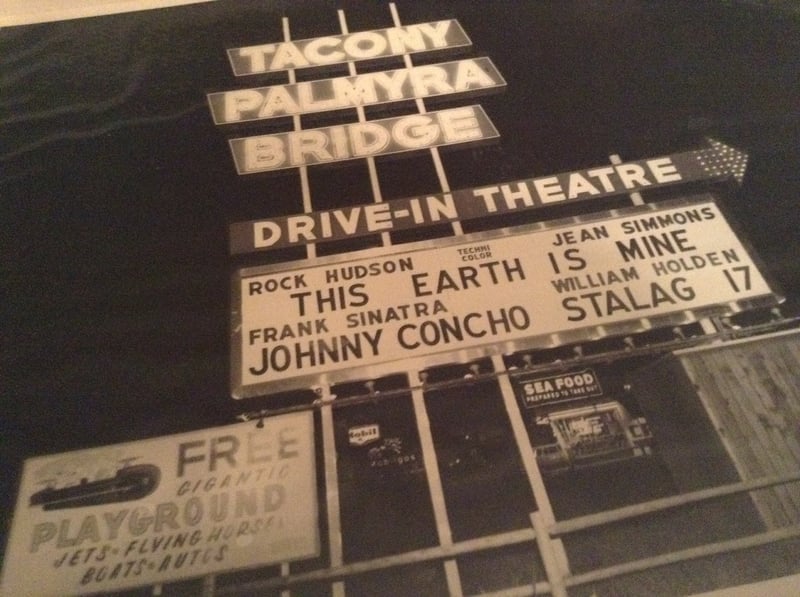 TACONY
PALMYRA
BRIDGE
DRIVE-IN THEATRE
ROCK HUDSON TECHNI COLOR JEAN SIMMONS
THIS EARTH IS MINE
FRANK SINATRA WILLIAM HOLDEN
JOHNNY CONCHO STALAG 17
SEA FOOD
PREPARED TO TAKE OUT
Mobil
FREE
GIGANTIC
PLAYGROUND
JETS • FLYING HORSES
BOATS • AUTOS